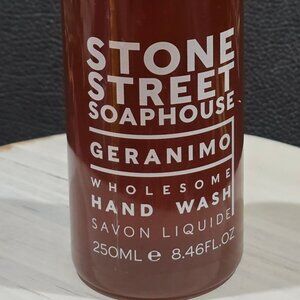 STONE
STREET
SOAPHOUSE
GERANIMO
WHOLESOME
HAND WASH
SAVON LIQUIDE
250ML ℮ 8.46FL.OZ